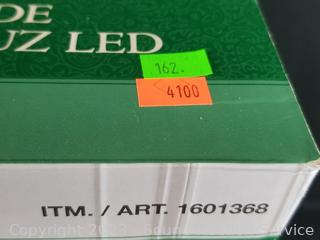 DE
UZ LED
162.
4100
ITM. / ART. 1601368